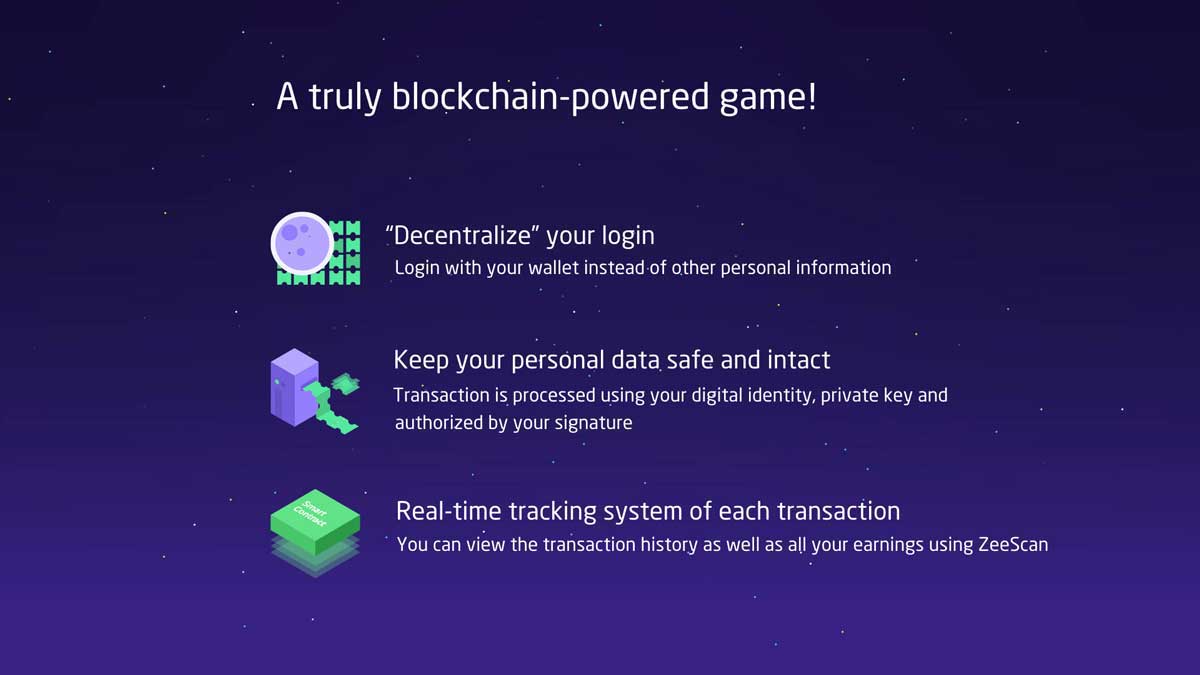 A truly blockchain-powered game!
“Decentralize” your login
Login with your wallet instead of other personal information
Keep your personal data safe and intact
Transaction is processed using your digital identity, private key and
authorized by your signature
Smart
Contract
Real-time tracking system of each transaction
You can view the transaction history as well as all your earnings using ZeeScan